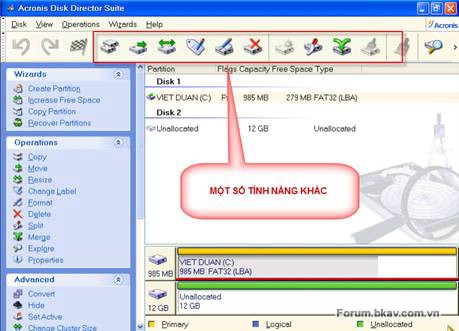 Acronis Disk Director Suite
Disk View Operations Wizards Help
Acronis
Wizards
Create Partition
Increase Free Space
Copy Partition
Recover Partitions
Operations
Copy
Move
Resize
Change Label
Format
Delete
Split
Merge
Explore
Properties
Advanced
Convert
Hide
Set Active
Change Cluster Size
Partition Flags Capacity Free Space Type
Disk 1
VIET DUAN (C:) 985 MB 279 MB FAT32 (LBA)
Disk 2
Unallocated 12 GB Unallocated
MỘT SỐ TÍNH NĂNG KHÁC
985 MB
VIET DUAN (C:)
985 MB FAT32 (LBA)
12 GB
Unallocated
12 GB
Forum.bkav.com.vn
Primary Logical Unallocated